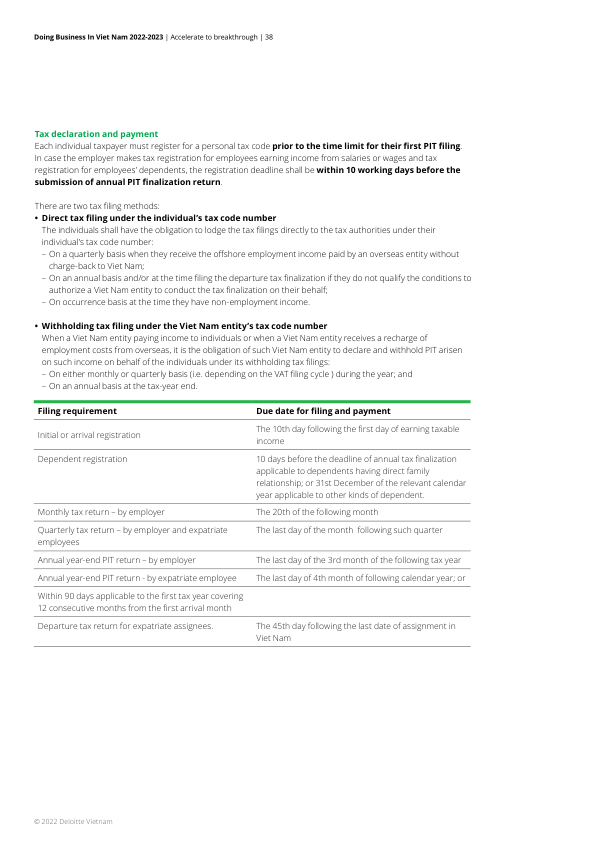 Doing Business In Viet Nam 2022-2023 | Accelerate to breakthrough | 38
Tax declaration and payment
Each individual taxpayer must register for a personal tax code prior to the time limit for their first PIT filing.
In case the employer makes tax registration for employees earning income from salaries or wages and tax
registration for employees' dependents, the registration deadline shall be within 10 working days before the
submission of annual PIT finalization return.
There are two tax filing methods:
• Direct tax filing under the individual's tax code number
The individuals shall have the obligation to lodge the tax filings directly to the tax authorities under their
individual's tax code number:
– On a quarterly basis when they receive the offshore employment income paid by an overseas entity without
charge-back to Viet Nam;
– On an annual basis and/or at the time filing the departure tax finalization if they do not qualify the conditions to
authorize a Viet Nam entity to conduct the tax finalization on their behalf;
– On occurrence basis at the time they have non-employment income.
• Withholding tax filing under the Viet Nam entity's tax code number
When a Viet Nam entity paying income to individuals or when a Viet Nam entity receives a recharge of
employment costs from overseas, it is the obligation of such Viet Nam entity to declare and withhold PIT arisen
on such income on behalf of the individuals under its withholding tax filings:
– On either monthly or quarterly basis (i.e. depending on the VAT filing cycle ) during the year; and
– On an annual basis at the tax-year end.
Filing requirement Due date for filing and payment
Initial or arrival registration
The 10th day following the first day of earning taxable
income
Dependent registration
10 days before the deadline of annual tax finalization
applicable to dependents having direct family
relationship; or 31st December of the relevant calendar
year applicable to other kinds of dependent.
Monthly tax return – by employer The 20th of the following month
Quarterly tax return – by employer and expatriate
employees
The last day of the month following such quarter
Annual year-end PIT return – by employer The last day of the 3rd month of the following tax year
Annual year-end PIT return - by expatriate employee The last day of 4th month of following calendar year; or
Within 90 days applicable to the first tax year covering
12 consecutive months from the first arrival month
Departure tax return for expatriate assignees.
The 45th day following the last date of assignment in
Viet Nam
© 2022 Deloitte Vietnam